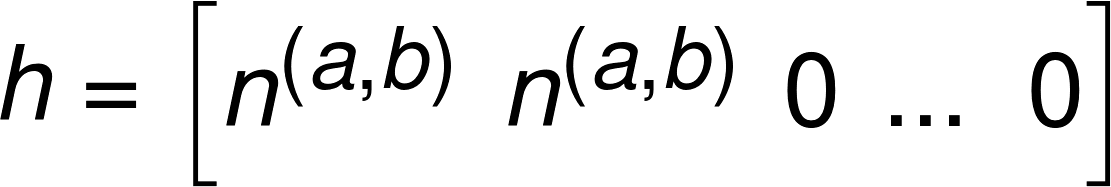 h = [ n^(a,b) n^(a,b) 0 ... 0 ]